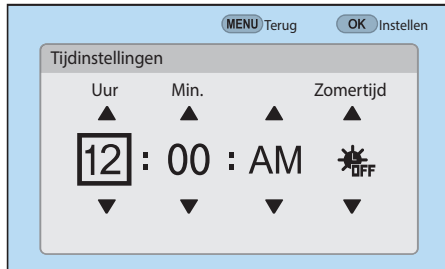 MENU Terug OK Instellen
Tijdinstellingen
Uur Min. Zomertijd
12 : 00 : AM OFF